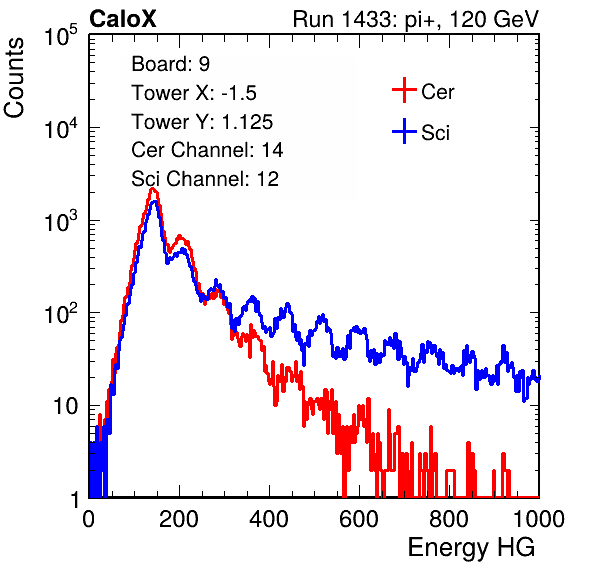 CaloX Run 1433: pi+, 120 GeV
Counts
Board: 9
Tower X: -1.5
Tower Y: 1.125
Cer Channel: 14
Sci Channel: 12
Cer
Sci
10^5
10^4
10^3
10^2
10
1
0 200 400 600 800 1000
Energy HG